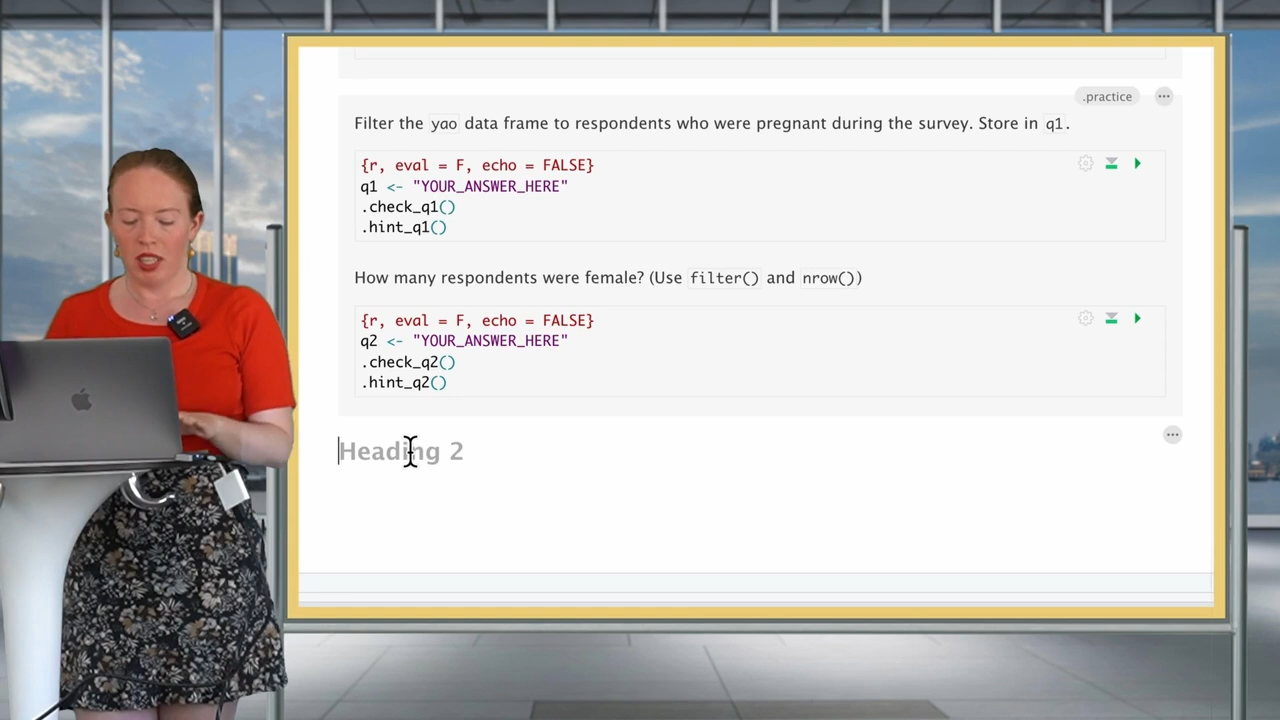 .practice
Filter the yao data frame to respondents who were pregnant during the survey. Store in q1.
{r, eval = F, echo = FALSE}
q1 <- "YOUR_ANSWER_HERE"
.check_q1()
.hint_q1()
How many respondents were female? (Use filter() and nrow())
{r, eval = F, echo = FALSE}
q2 <- "YOUR_ANSWER_HERE"
.check_q2()
.hint_q2()
Heading 2